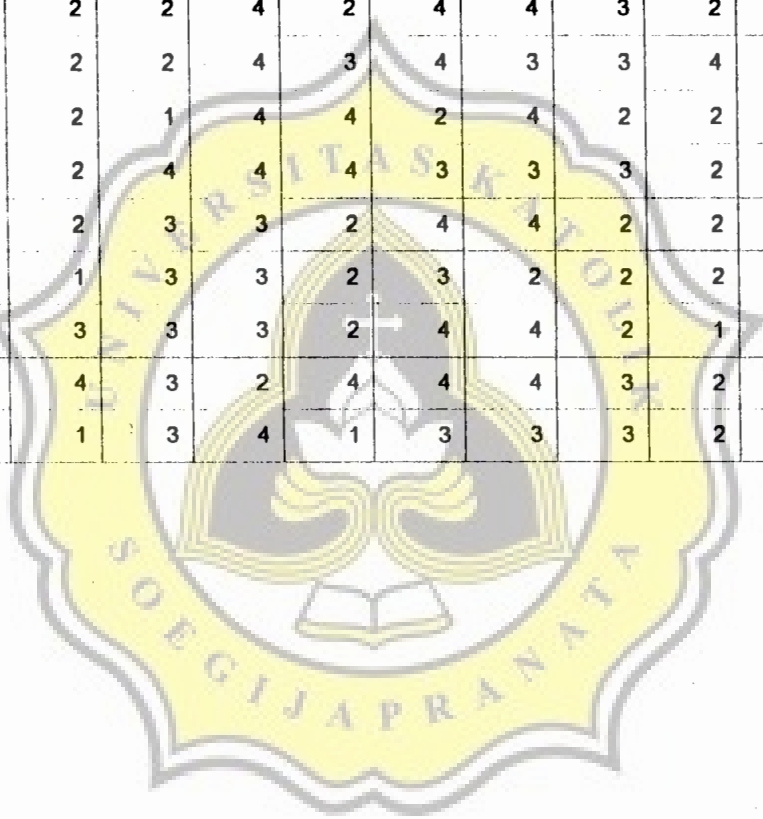 2 2 4 2 4 4 3 2
2 2 4 3 4 3 3 4
2 1 4 4 2 4 2 2
2 4 4 4 3 3 3 2
2 3 3 2 4 4 2 2
1 3 3 2 3 2 2 2
3 3 3 2 4 4 2 1
4 3 2 4 4 4 3 2
1 3 4 1 3 3 3 2
UNIVERSITAS KATOLIK
SOEGIJAPRANATA